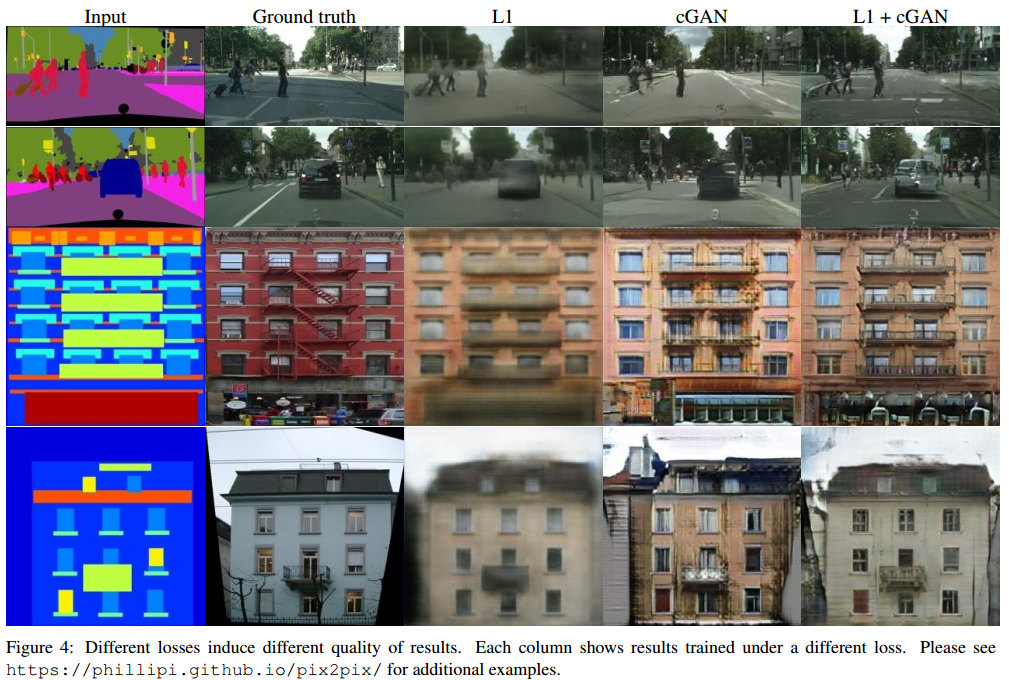 Input Ground truth L1 cGAN L1 + cGAN
Figure 4: Different losses induce different quality of results. Each column shows results trained under a different loss. Please see
https://phillipi.github.io/pix2pix/ for additional examples.